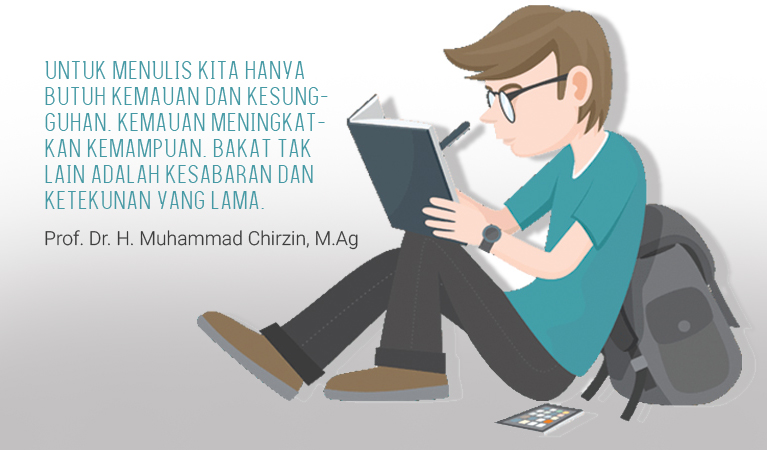 UNTUK MENULIS KITA HANYA
BUTUH KEMAUAN DAN KESUNG-
GUHAN. KEMAUAN MENINGKAT-
KAN KEMAMPUAN. BAKAT TAK
LAIN ADALAH KESABARAN DAN
KETEKUNAN YANG LAMA.
Prof. Dr. H. Muhammad Chirzin, M.Ag